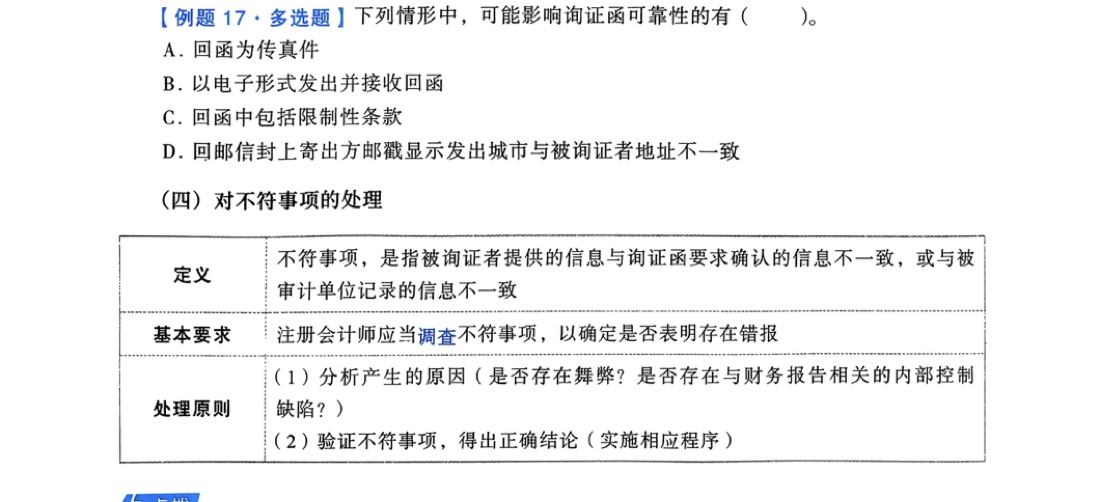 【例题 17·多选题】下列情形中，可能影响询证函可靠性的有（　　）。
A. 回函为传真件
B. 以电子形式发出并接收回函
C. 回函中包括限制性条款
D. 回邮信封上寄出方邮戳显示发出城市与被询证者地址不一致
（四）对不符事项的处理
定义
不符事项，是指被询证者提供的信息与询证函要求确认的信息不一致，或与被
审计单位记录的信息不一致
基本要求
注册会计师应当调查不符事项，以确定是否表明存在错报
处理原则
（1）分析产生的原因（是否存在舞弊？是否存在与财务报告相关的内部控制
缺陷？）
（2）验证不符事项，得出正确结论（实施相应程序）